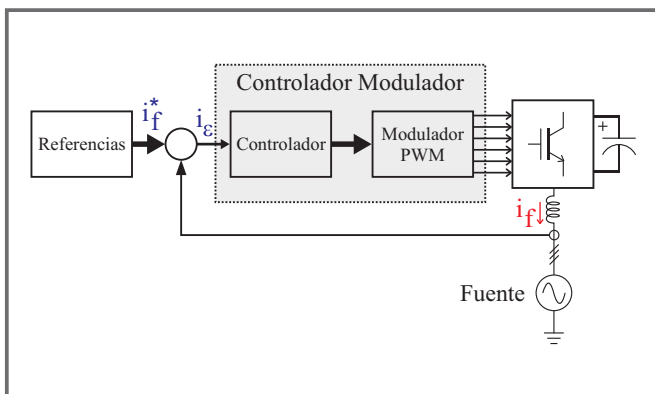 Controlador Modulador
i*f
iε
Referencias
Controlador
Modulador
PWM
+
if↓
Fuente